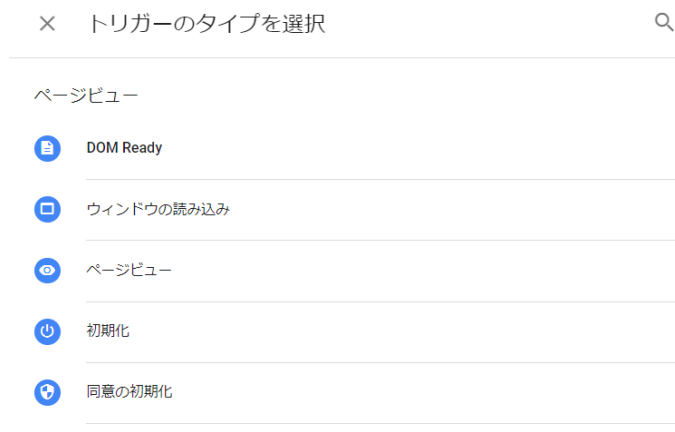 トリガーのタイプを選択
ページビュー
DOM Ready
ウィンドウの読み込み
ページビュー
初期化
同意の初期化